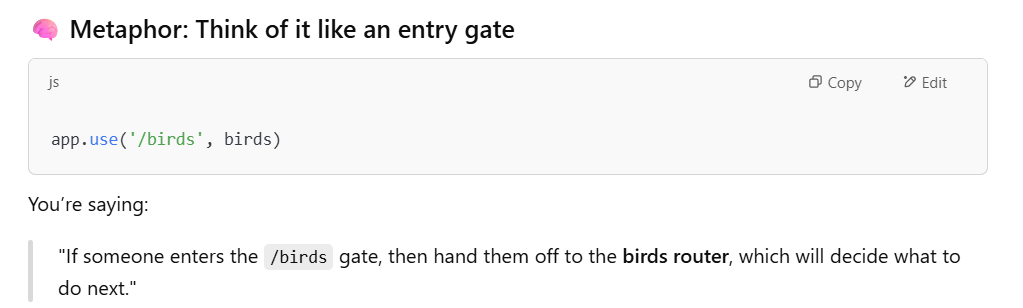 🧠 Metaphor: Think of it like an entry gate
js
Copy
Edit
app.use('/birds', birds)
You’re saying:
"If someone enters the /birds gate, then hand them off to the birds router, which will decide what to
do next."